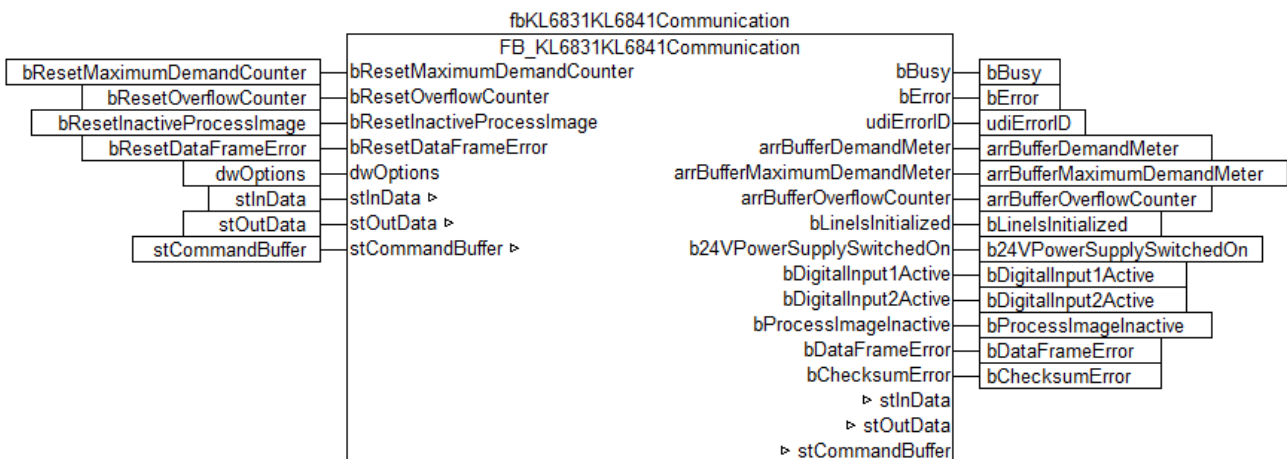 fbKL6831KL6841Communication
FB_KL6831KL6841Communication
bResetMaximumDemandCounter bResetMaximumDemandCounter bBusy bBusy
bResetOverflowCounter bResetOverflowCounter bError bError
bResetInactiveProcessImage bResetInactiveProcessImage udiErrorID udiErrorID
bResetDataFrameError bResetDataFrameError arrBufferDemandMeter arrBufferDemandMeter
dwOptions dwOptions arrBufferMaximumDemandMeter arrBufferMaximumDemandMeter
stInData stInData ▹ arrBufferOverflowCounter arrBufferOverflowCounter
stOutData stOutData ▹ bLineIsInitialized bLineIsInitialized
stCommandBuffer stCommandBuffer ▹ b24VPowerSupplySwitchedOn b24VPowerSupplySwitchedOn
bDigitalInput1Active bDigitalInput1Active
bDigitalInput2Active bDigitalInput2Active
bProcessImageInactive bProcessImageInactive
bDataFrameError bDataFrameError
bChecksumError bChecksumError
▹ stInData
▹ stOutData
▹ stCommandBuffer